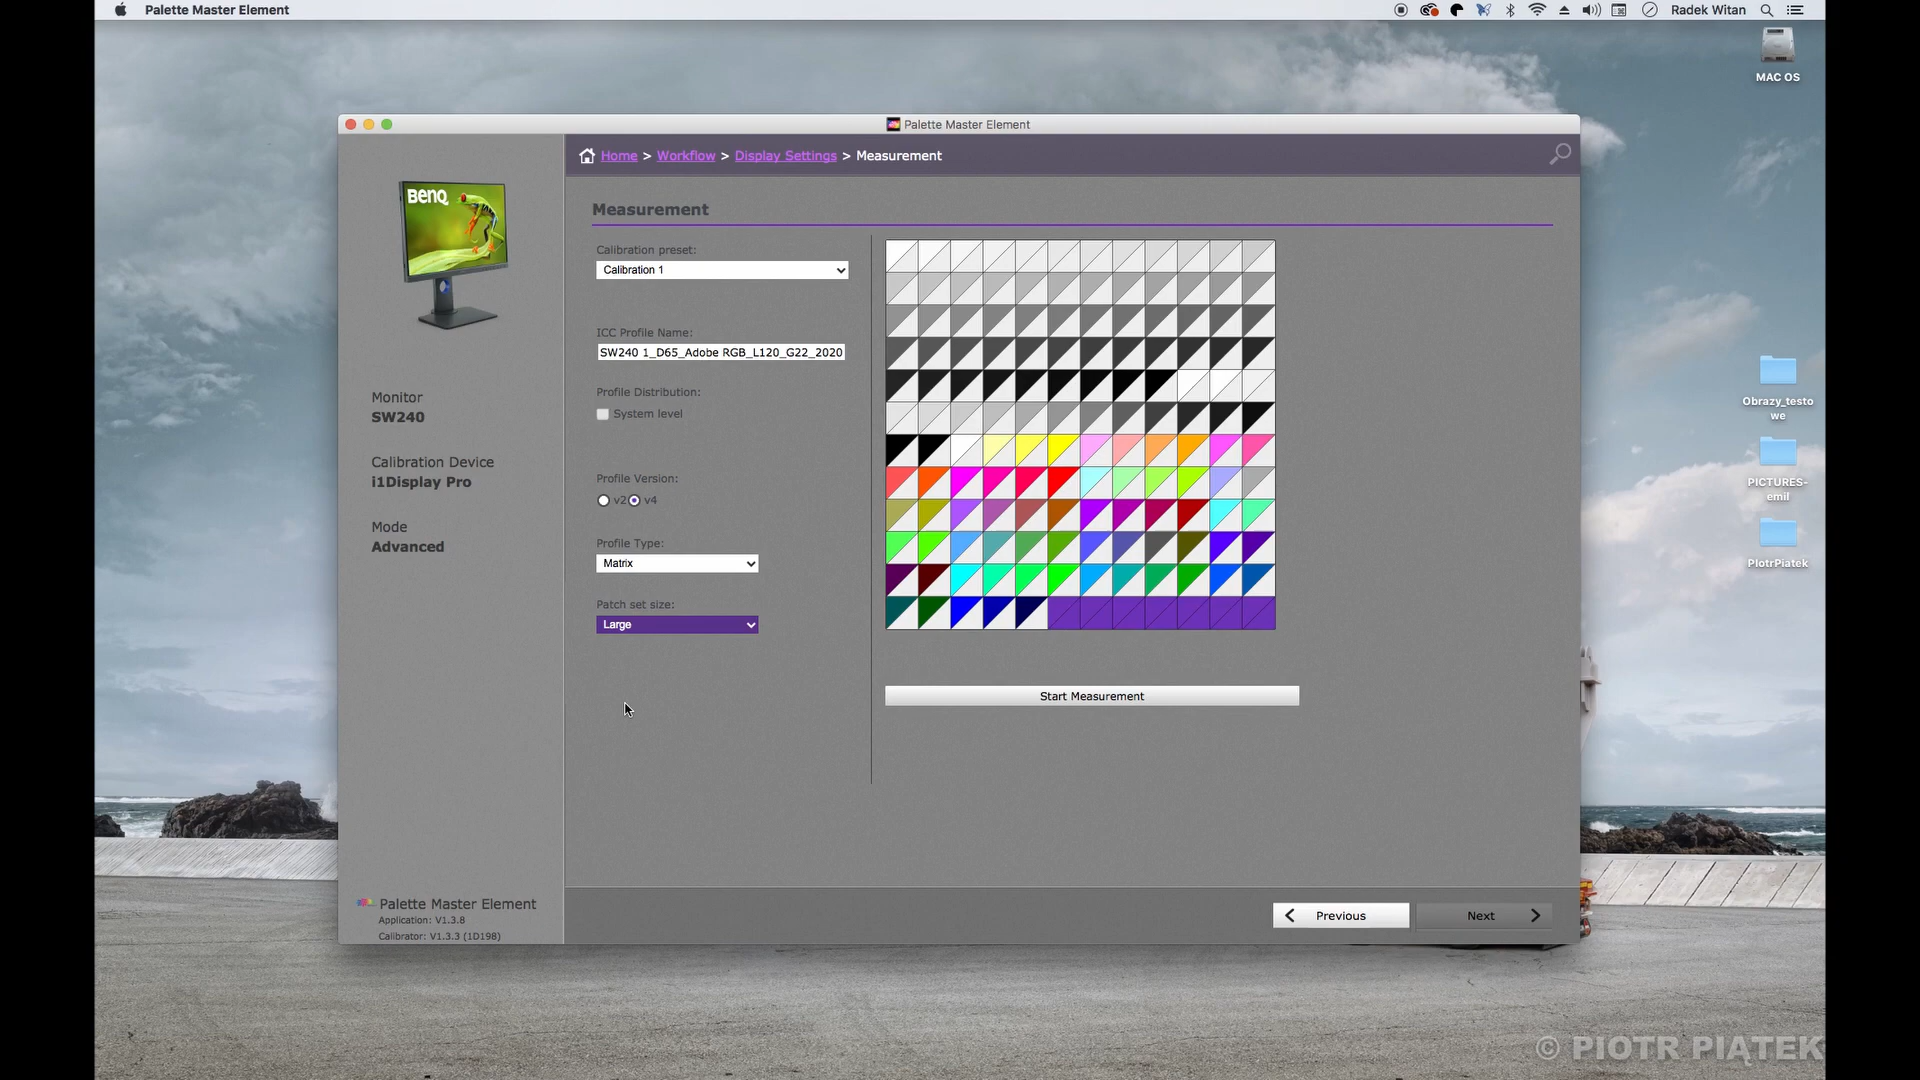 Palette Master Element
Radek Witan
MAC OS
Palette Master Element
Home > Workflow > Display Settings > Measurement
BenQ
Measurement
Calibration preset:
Calibration 1
ICC Profile Name:
SW240 1_D65_Adobe RGB_L120_G22_2020
Profile Distribution:
System level
Monitor
SW240
Obrazy_testo
we
Calibration Device
i1Display Pro
Profile Version:
v2 v4
PICTURES-
emil
Mode
Advanced
Profile Type:
Matrix
PIotrPiatek
Patch set size:
Large
Start Measurement
Palette Master Element
Application: V1.3.8
Calibrator: V1.3.3 (1D198)
Previous
Next
© PIOTR PIĄTEK